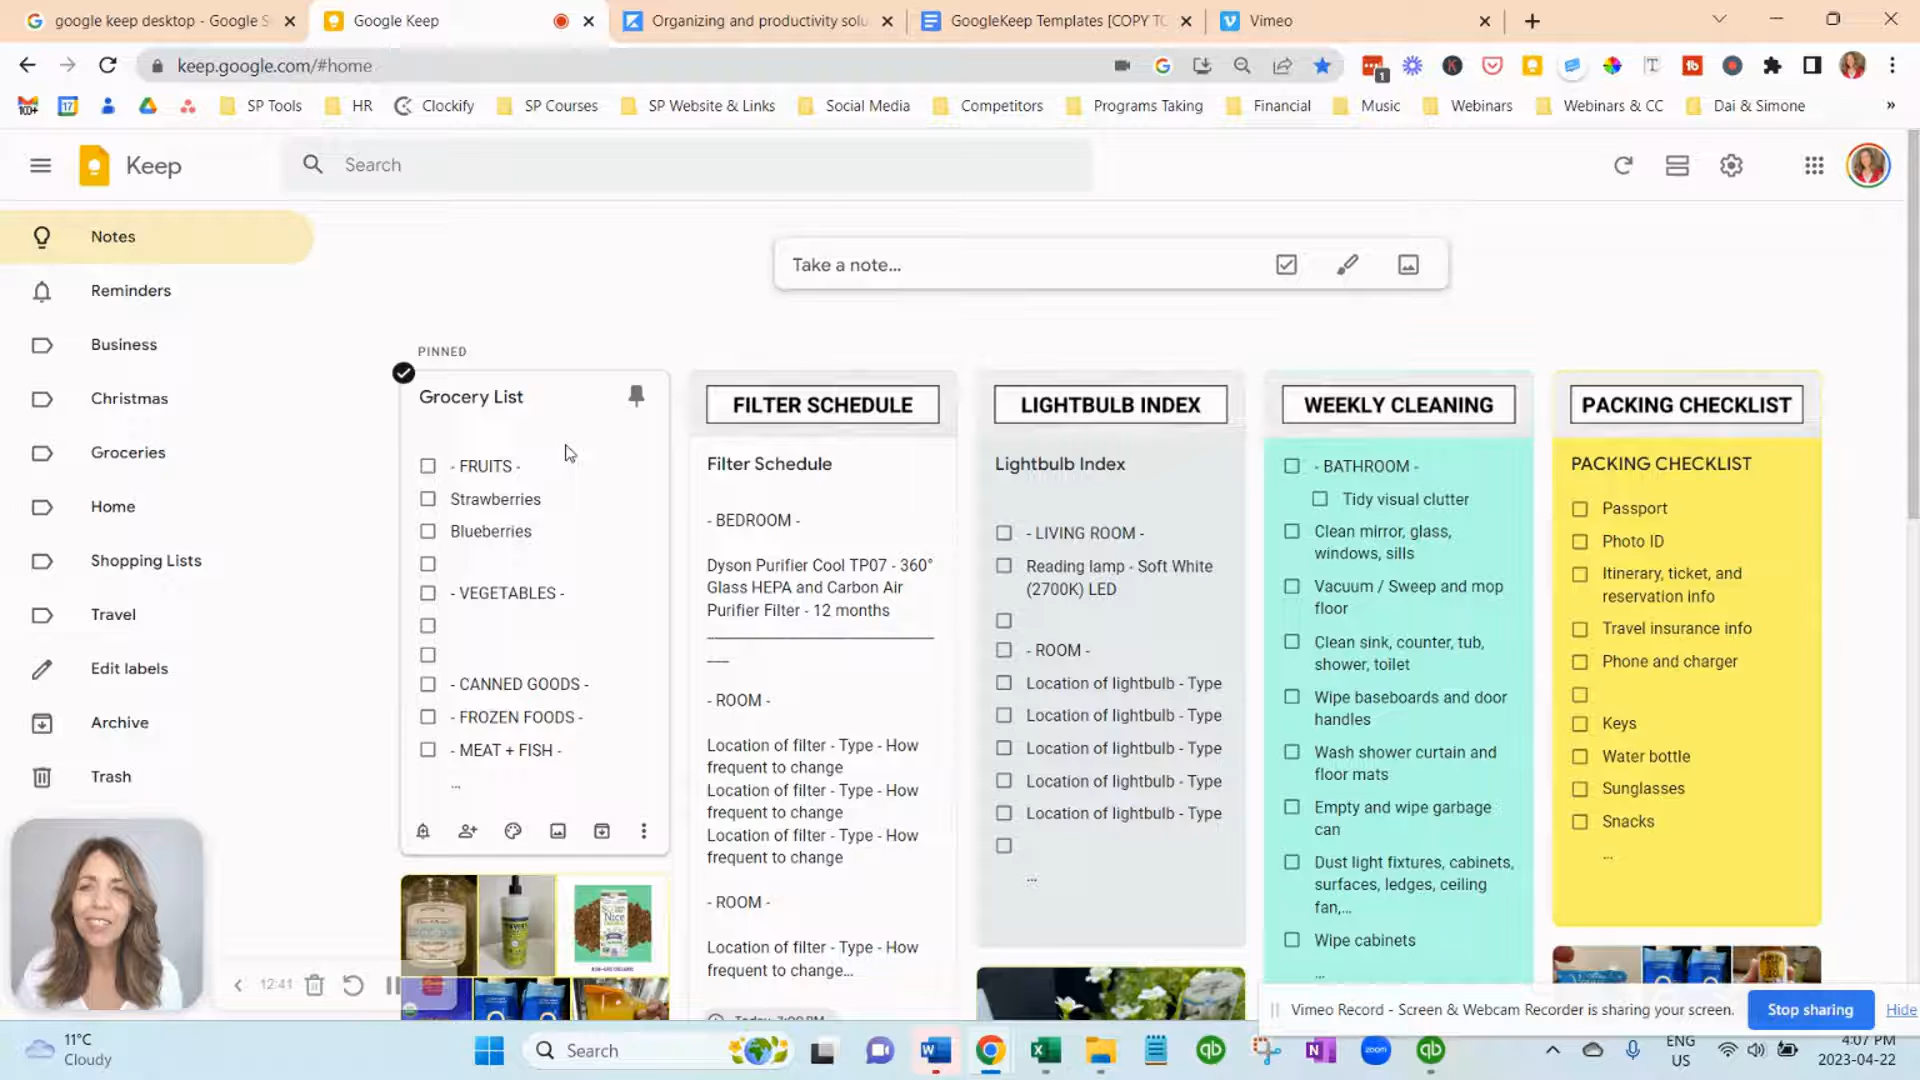 google keep desktop - Google S
Google Keep
Organizing and productivity solu
GoogleKeep Templates [COPY TO
Vimeo
keep.google.com/#home
1
SP Tools
HR
Clockify
SP Courses
SP Website & Links
Social Media
Competitors
Programs Taking
Financial
Music
Webinars
Webinars & CC
Dai & Simone
Keep
Search
Notes
Reminders
Business
Christmas
Groceries
Home
Shopping Lists
Travel
Edit labels
Archive
Trash
Take a note...
PINNED
Grocery List
- FRUITS -
Strawberries
Blueberries
- VEGETABLES -
- CANNED GOODS -
- FROZEN FOODS -
- MEAT + FISH -
...
FILTER SCHEDULE
Filter Schedule
- BEDROOM -
Dyson Purifier Cool TP07 - 360°
Glass HEPA and Carbon Air
Purifier Filter - 12 months
- ROOM -
Location of filter - Type - How
frequent to change
Location of filter - Type - How
frequent to change
Location of filter - Type - How
frequent to change
- ROOM -
Location of filter - Type - How
frequent to change...
Today, 7:00 PM
LIGHTBULB INDEX
Lightbulb Index
- LIVING ROOM -
Reading lamp - Soft White
(2700K) LED
- ROOM -
Location of lightbulb - Type
Location of lightbulb - Type
Location of lightbulb - Type
Location of lightbulb - Type
Location of lightbulb - Type
...
WEEKLY CLEANING
- BATHROOM -
Tidy visual clutter
Clean mirror, glass,
windows, sills
Vacuum / Sweep and mop
floor
Clean sink, counter, tub,
shower, toilet
Wipe baseboards and door
handles
Wash shower curtain and
floor mats
Empty and wipe garbage
can
Dust light fixtures, cabinets,
surfaces, ledges, ceiling
fan,...
Wipe cabinets
...
PACKING CHECKLIST
PACKING CHECKLIST
Passport
Photo ID
Itinerary, ticket, and
reservation info
Travel insurance info
Phone and charger
Keys
Water bottle
Sunglasses
Snacks
...
12:41
Vimeo Record - Screen & Webcam Recorder is sharing your screen.
Stop sharing
Hide
11°C
Cloudy
Search
zoom
ENG
US
4:07 PM
2023-04-22